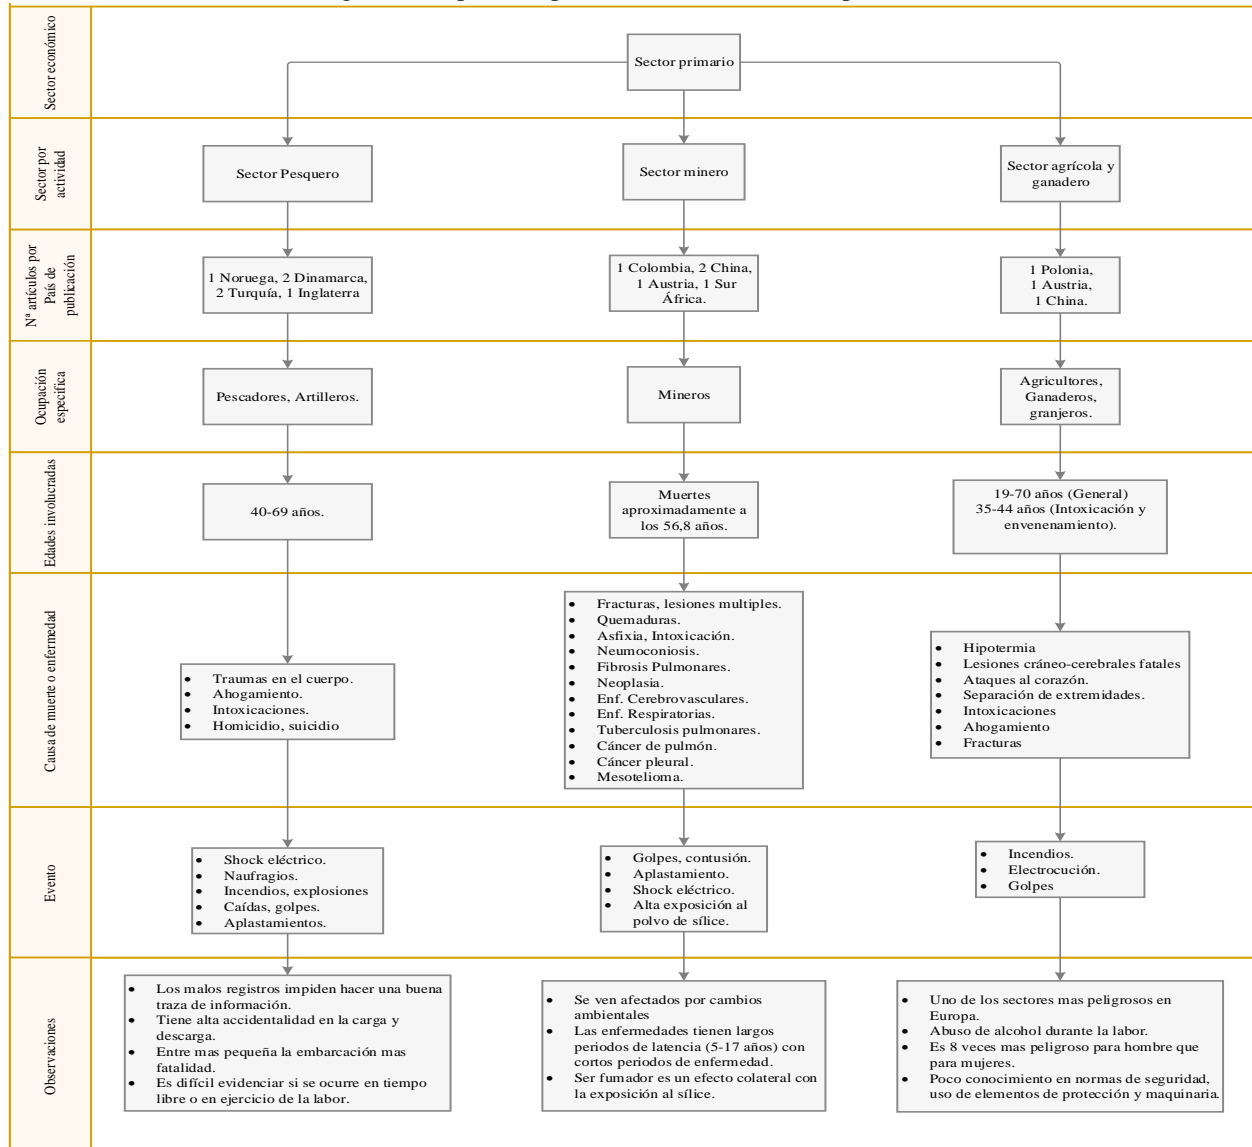 Sector económico
Sector primario
Sector por
actividad
Sector Pesquero
Sector minero
Sector agrícola y
ganadero
Nª artículos por
País de
publicación
1 Noruega, 2 Dinamarca,
2 Turquía, 1 Inglaterra
1 Colombia, 2 China,
1 Austria, 1 Sur
África.
1 Polonia,
1 Austria,
1 China.
Ocupación
especifica
Pescadores, Artilleros.
Mineros
Agricultores,
Ganaderos,
granjeros.
Edades involucradas
40-69 años.
Muertes
aproximadamente a
los 56,8 años.
19-70 años (General)
35-44 años (Intoxicación y
envenenamiento).
Causa de muerte o enfermedad
• Traumas en el cuerpo.
• Ahogamiento.
• Intoxicaciones.
• Homicidio, suicidio
• Fracturas, lesiones multiples.
• Quemaduras.
• Asfixia, Intoxicación.
• Neumoconiosis.
• Fibrosis Pulmonares.
• Neoplasia.
• Enf. Cerebrovasculares.
• Enf. Respiratorias.
• Tuberculosis pulmonares.
• Cáncer de pulmón.
• Cáncer pleural.
• Mesotelioma.
• Hipotermia
• Lesiones cráneo-cerebrales fatales
• Ataques al corazón.
• Separación de extremidades.
• Intoxicaciones
• Ahogamiento
• Fracturas
Evento
• Shock eléctrico.
• Naufragios.
• Incendios, explosiones
• Caídas, golpes.
• Aplastamientos.
• Golpes, contusión.
• Aplastamiento.
• Shock eléctrico.
• Alta exposición al
polvo de sílice.
• Incendios.
• Electrocución.
• Golpes
Observaciones
• Los malos registros impiden hacer una buena
traza de información.
• Tiene alta accidentalidad en la carga y
descarga.
• Entre mas pequeña la embarcación mas
fatalidad.
• Es difícil evidenciar si se ocurre en tiempo
libre o en ejercicio de la labor.
• Se ven afectados por cambios
ambientales
• Las enfermedades tienen largos
periodos de latencia (5-17 años) con
cortos periodos de enfermedad.
• Ser fumador es un efecto colateral con
la exposición al sílice.
• Uno de los sectores mas peligrosos en
Europa.
• Abuso de alcohol durante la labor.
• Es 8 veces mas peligroso para hombre que
para mujeres.
• Poco conocimiento en normas de seguridad,
uso de elementos de protección y maquinaria.